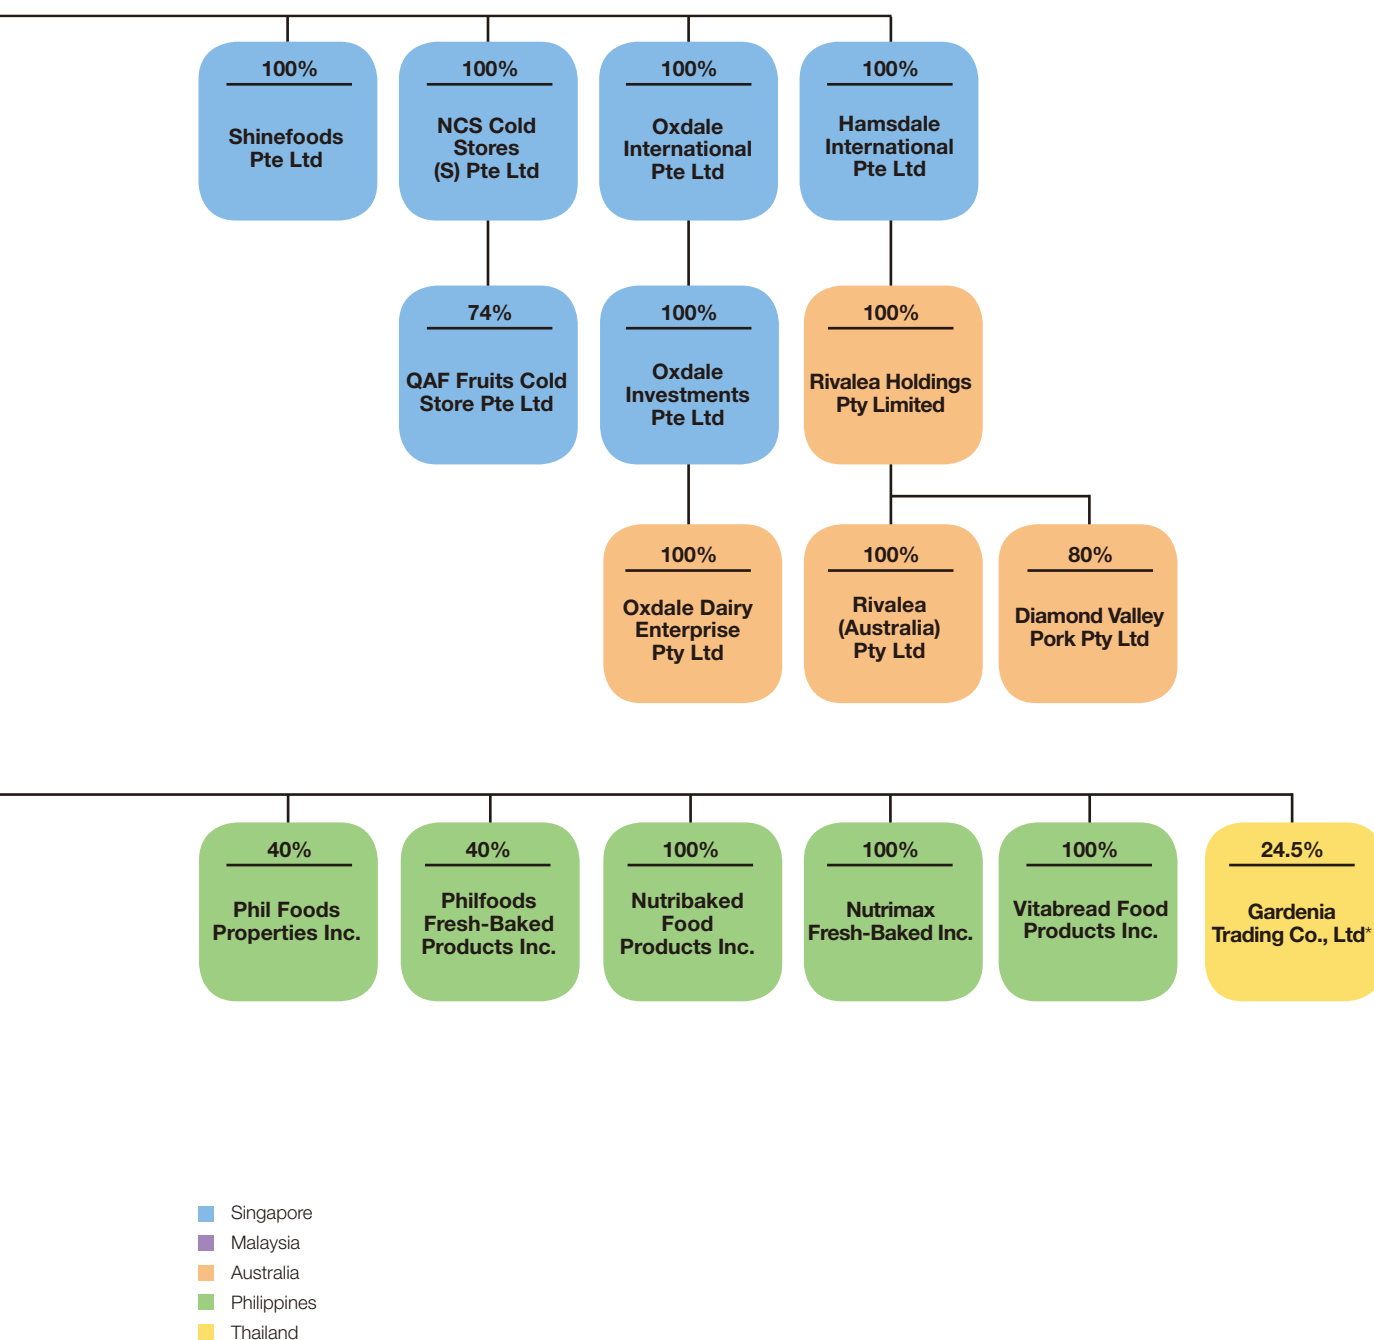 100%
Shinefoods
Pte Ltd
100%
NCS Cold
Stores
(S) Pte Ltd
100%
Oxdale
International
Pte Ltd
100%
Hamsdale
International
Pte Ltd
74%
QAF Fruits Cold
Store Pte Ltd
100%
Oxdale
Investments
Pte Ltd
100%
Rivalea Holdings
Pty Limited
100%
Oxdale Dairy
Enterprise
Pty Ltd
100%
Rivalea
(Australia)
Pty Ltd
80%
Diamond Valley
Pork Pty Ltd
40%
Phil Foods
Properties Inc.
40%
Philfoods
Fresh-Baked
Products Inc.
100%
Nutribaked
Food
Products Inc.
100%
Nutrimax
Fresh-Baked Inc.
100%
Vitabread Food
Products Inc.
24.5%
Gardenia
Trading Co., Ltd*
Singapore
Malaysia
Australia
Philippines
Thailand